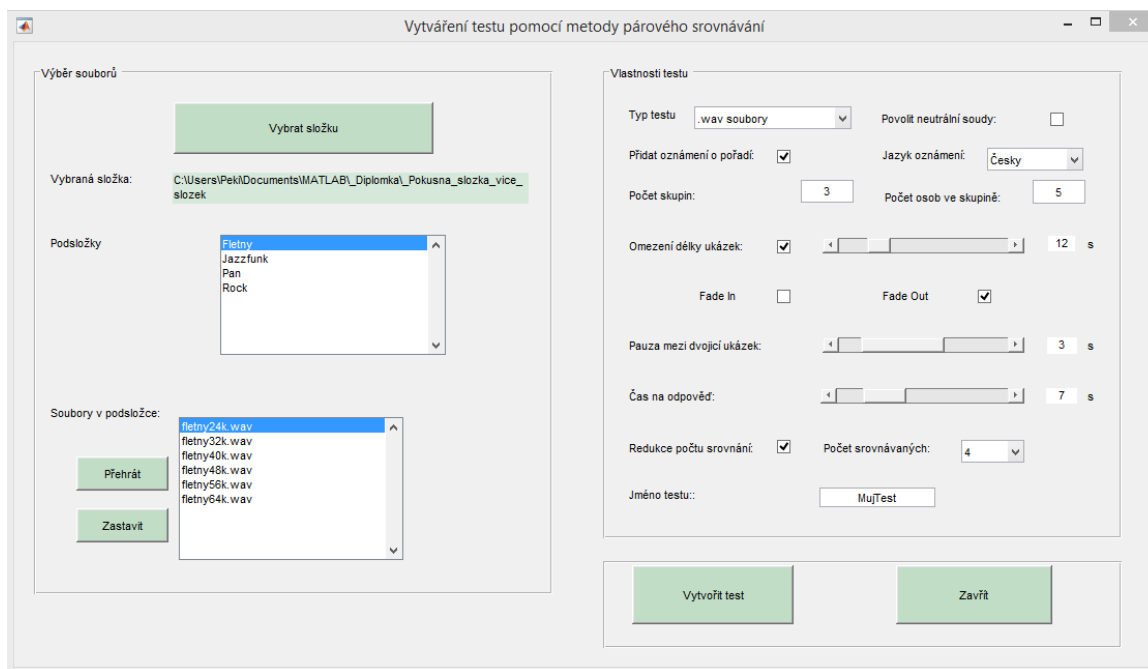 Vytváření testu pomocí metody párového srovnávání
Výběr souborů
Vybrat složku
Vybraná složka:
C:\Users\Peki\Documents\MATLAB\_Diplomka\_Pokusna_slozka_vice_
slozek
Podsložky
Fletny
Jazzfunk
Pan
Rock
Soubory v podsložce:
fletny24k.wav
fletny32k.wav
fletny40k.wav
fletny48k.wav
fletny56k.wav
fletny64k.wav
Přehrát
Zastavit
Vlastnosti testu
Typ testu .wav soubory Povolit neutrální soudy:
Přidat oznámení o pořadí: Jazyk oznámení: Česky
Počet skupin: 3 Počet osob ve skupině: 5
Omezení délky ukázek: 12 s
Fade In Fade Out
Pauza mezi dvojicí ukázek: 3 s
Čas na odpověď: 7 s
Redukce počtu srovnání: Počet srovnávaných: 4
Jméno testu:: MujTest
Vytvořit test Zavřít